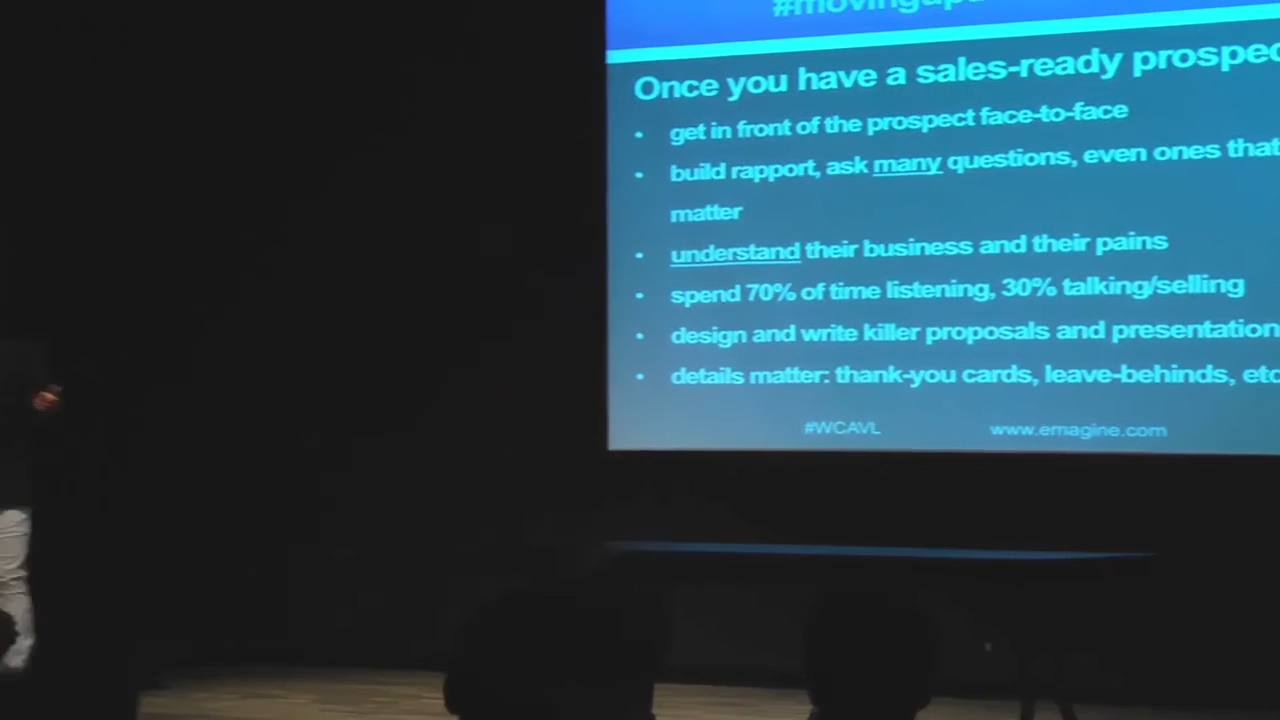 Once you have a sales-ready
• get in front of the prospect face-to-face
• build rapport, ask many questions, even ones that
matter
• understand their business and their pains
• spend 70% of time listening, 30% talking/selling
• design and write killer proposals and presentation
• details matter: thank-you cards, leave-behinds, etc
#WCAVL www.emagine.com